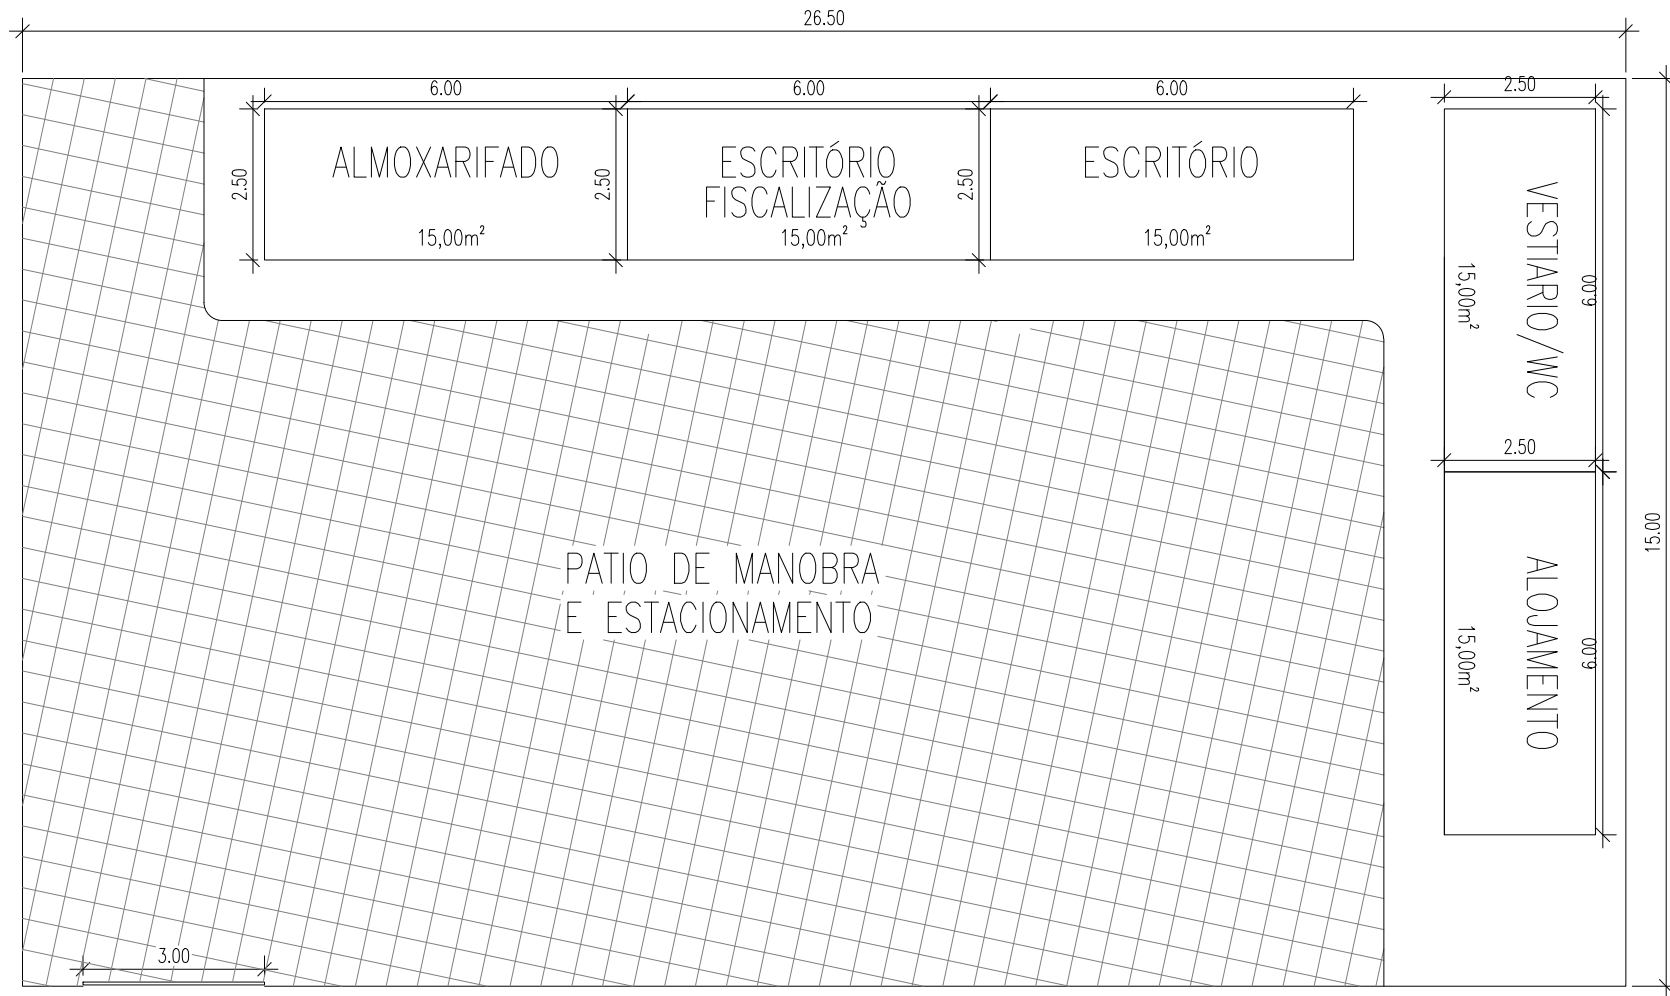 26.50
6.00
6.00
6.00
2.50
2.50
ALMOXARIFADO
15,00m²
2.50
ESCRITÓRIO
FISCALIZAÇÃO
15,00m²
2.50
ESCRITÓRIO
15,00m²
VESTIARIO/WC
15,00m²
6.00
2.50
15.00
PATIO DE MANOBRA
E ESTACIONAMENTO
ALOJAMENTO
15,00m²
6.00
3.00